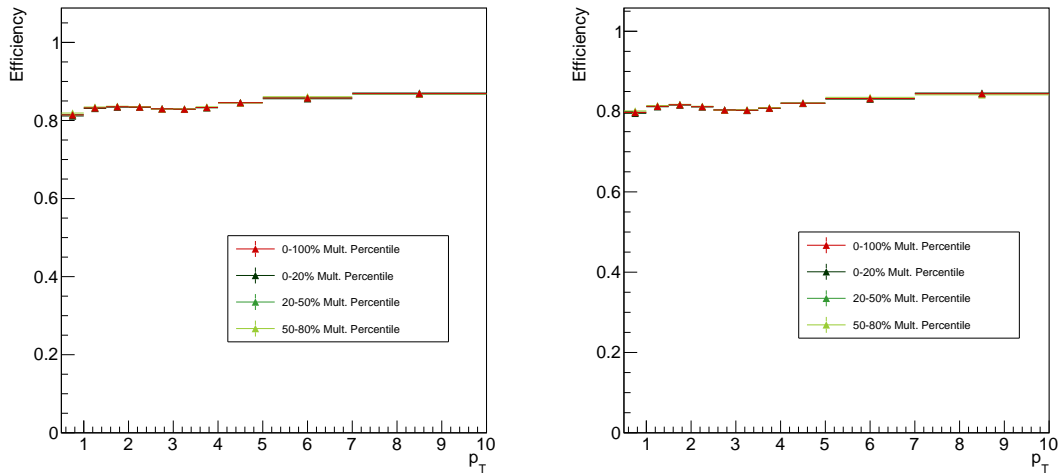 Efficiency
1
0.8
0.6
0.4
0.2
0
0-100% Mult. Percentile
0-20% Mult. Percentile
20-50% Mult. Percentile
50-80% Mult. Percentile
1 2 3 4 5 6 7 8 9 10
p_T
Efficiency
1
0.8
0.6
0.4
0.2
0
0-100% Mult. Percentile
0-20% Mult. Percentile
20-50% Mult. Percentile
50-80% Mult. Percentile
1 2 3 4 5 6 7 8 9 10
p_T